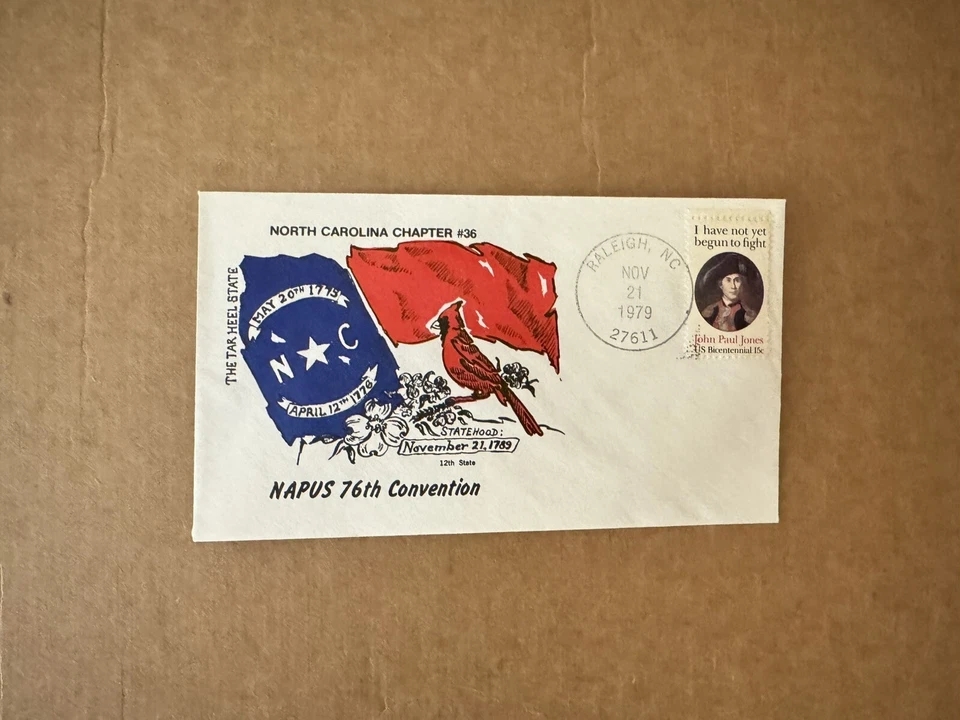 NORTH CAROLINA CHAPTER #36
THE TAR HEEL STATE
MAY 20TH 1775
N C
APRIL 12TH 1776
STATEHOOD:
November 21, 1789
12th State
NAPUS 76th Convention
RALEIGH, NC
NOV
21
1979
27611
I have not yet
begun to fight
John Paul Jones
US Bicentennial 15c